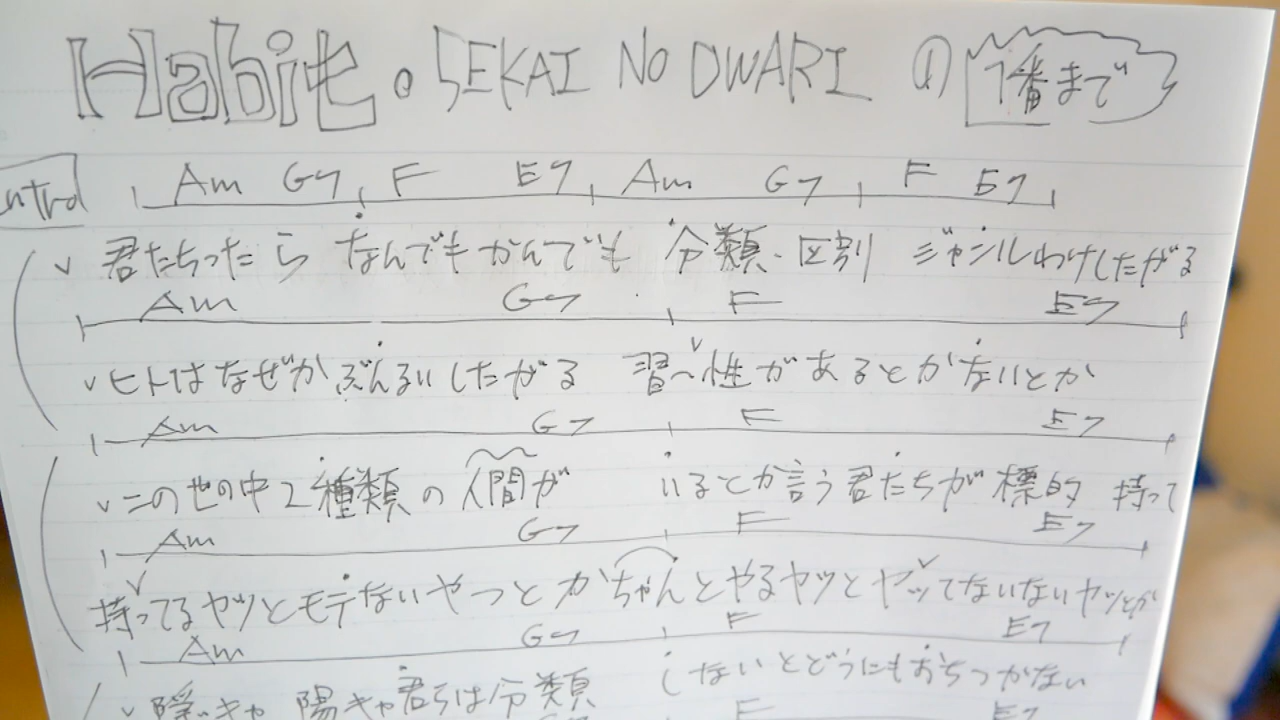 Habit。SEKAI NO OWARI ① 1番まで
intro Am G7 F E7 Am G7 F E7
君たちったら なんでもかんでも 分類・区別 ジャンルわけしたがる
Am G7 F E7
ヒトはなぜかぶんるいしたがる 習〜性があるとかないとか
Am G7 F E7
この世の中2種類の人間が いるとか言う君たちが標的 持って
Am G7 F E7
持ってるヤツとモテないやつとかちゃんとやるヤツとヤッてないないヤツとか
Am G7 F E7
隠キャ 陽キャ君らは分類 しないとどうにもおちつかない
G7 F E7